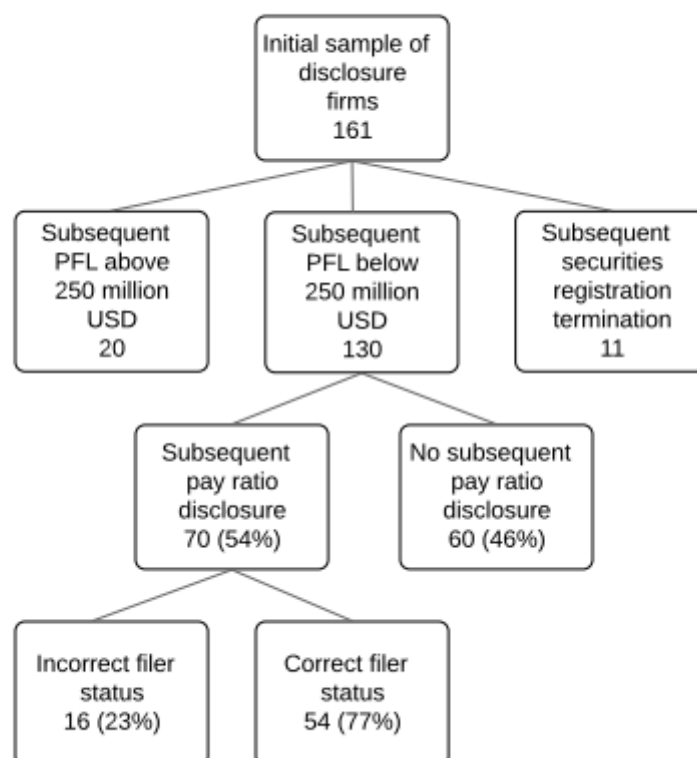 Initial sample of
disclosure
firms
161
Subsequent
PFL above
250 million
USD
20
Subsequent
PFL below
250 million
USD
130
Subsequent
securities
registration
termination
11
Subsequent
pay ratio
disclosure
70 (54%)
No subsequent
pay ratio
disclosure
60 (46%)
Incorrect filer
status
16 (23%)
Correct filer
status
54 (77%)